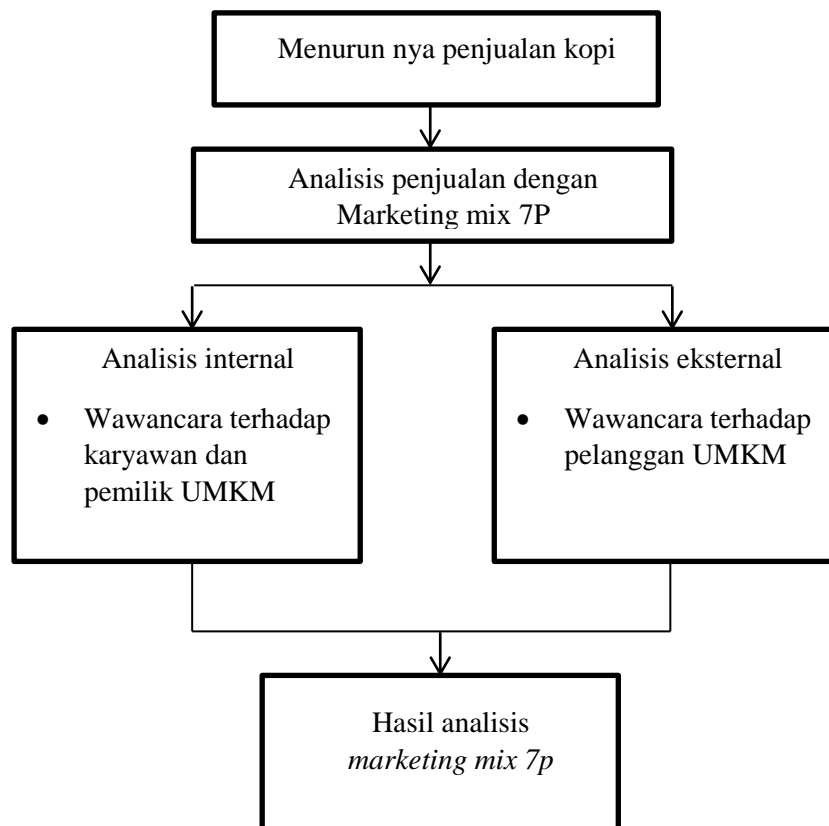 Menurun nya penjualan kopi
Analisis penjualan dengan
Marketing mix 7P
Analisis internal
• Wawancara terhadap
karyawan dan
pemilik UMKM
Analisis eksternal
• Wawancara terhadap
pelanggan UMKM
Hasil analisis
marketing mix 7p